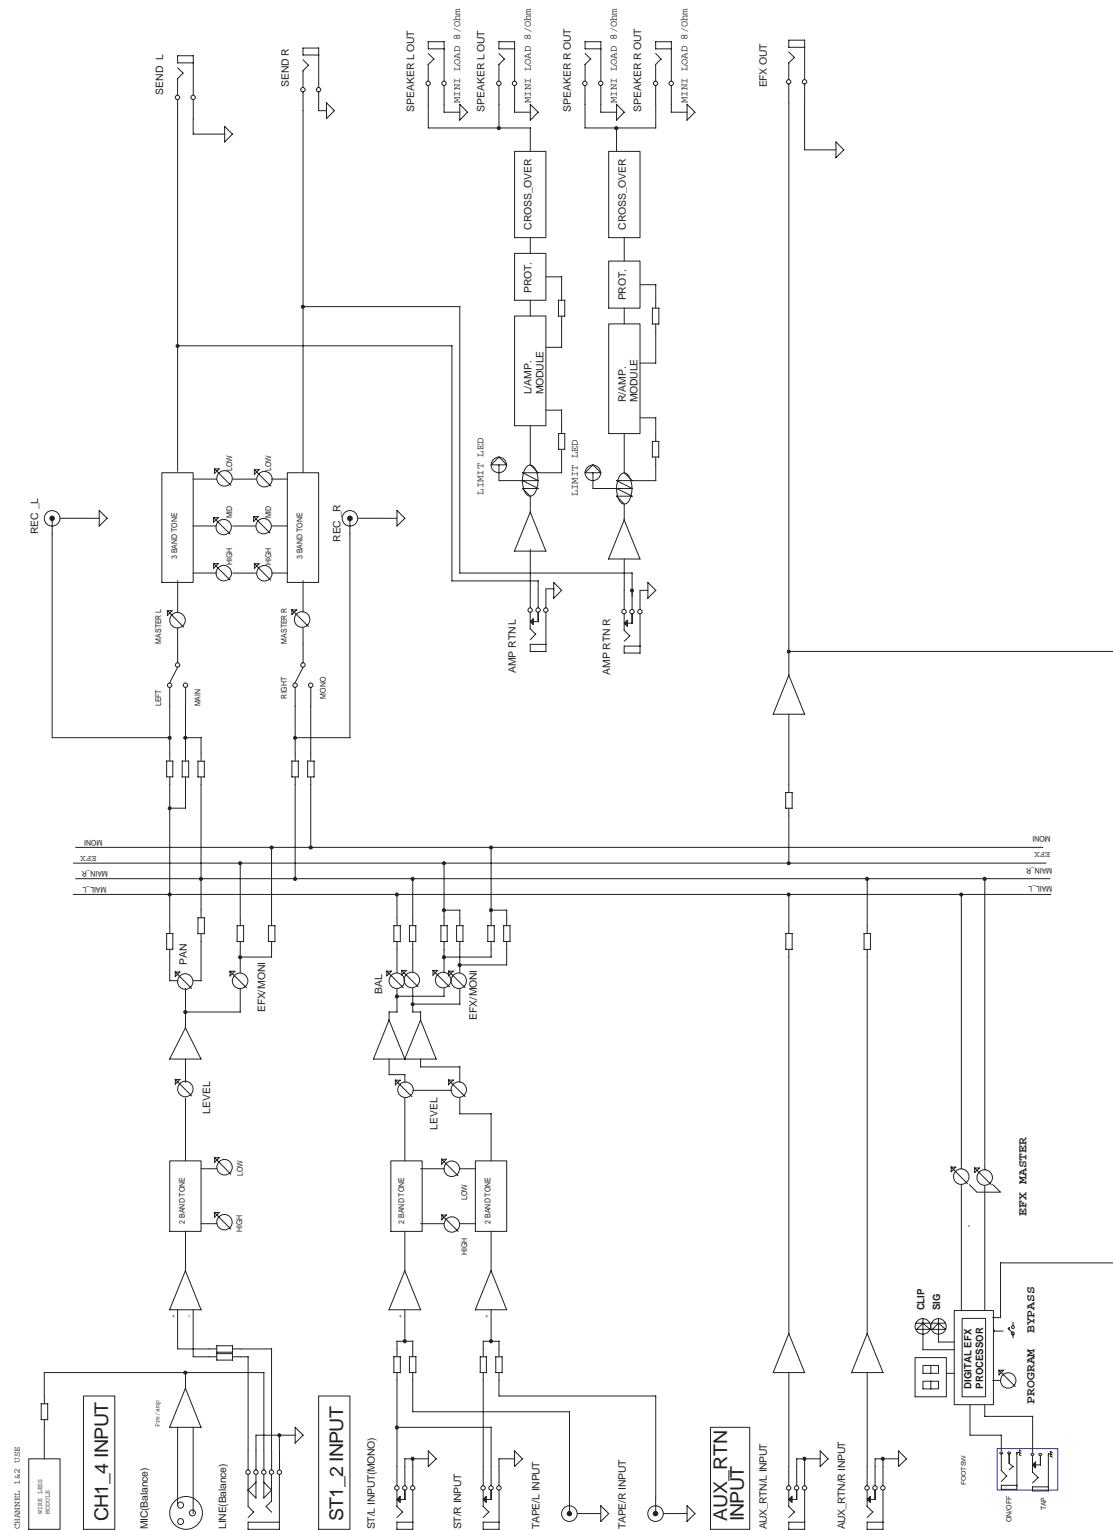 CHANNEL 1&2 USE
WIRE LESS
MODULE
CH1_4 INPUT
MIC(Balance)
Pre/amp
LINE(Balance)
+
-
2 BAND TONE
HIGH
LOW
LEVEL
PAN
EFX/MONI
ST1_2 INPUT
ST/L INPUT(MONO)
ST/R INPUT
TAPE/L INPUT
TAPE/R INPUT
+
+
2 BAND TONE
2 BAND TONE
HIGH
LOW
LEVEL
BAL
EFX/MONI
AUX_RTN
INPUT
AUX_RTN/L INPUT
AUX_RTN/R INPUT
FOOT SW
ON/OFF
TAP
DIGITAL EFX
PROCESSOR
CLIP
SIG
PROGRAM
BYPASS
EFX MASTER
MAIL_L
MAIN_R
EFX
MONI
MAIL_L
MAIN_R
EFX
MONI
REC _L
LEFT
MAIN
MASTER L
3 BAND TONE
HIGH
MID
LOW
HIGH
MID
LOW
RIGHT
MONO
MASTER R
3 BAND TONE
REC _R
SEND L
SEND R
AMP RTN L
LIMIT LED
L/AMP.
MODULE
PROT.
CROSS_OVER
SPEAKER L OUT
MINI LOAD 8/Ohm
SPEAKER L OUT
MINI LOAD 8/Ohm
AMP RTN R
LIMIT LED
R/AMP.
MODULE
PROT.
CROSS_OVER
SPEAKER R OUT
MINI LOAD 8/Ohm
SPEAKER R OUT
MINI LOAD 8/Ohm
EFX OUT